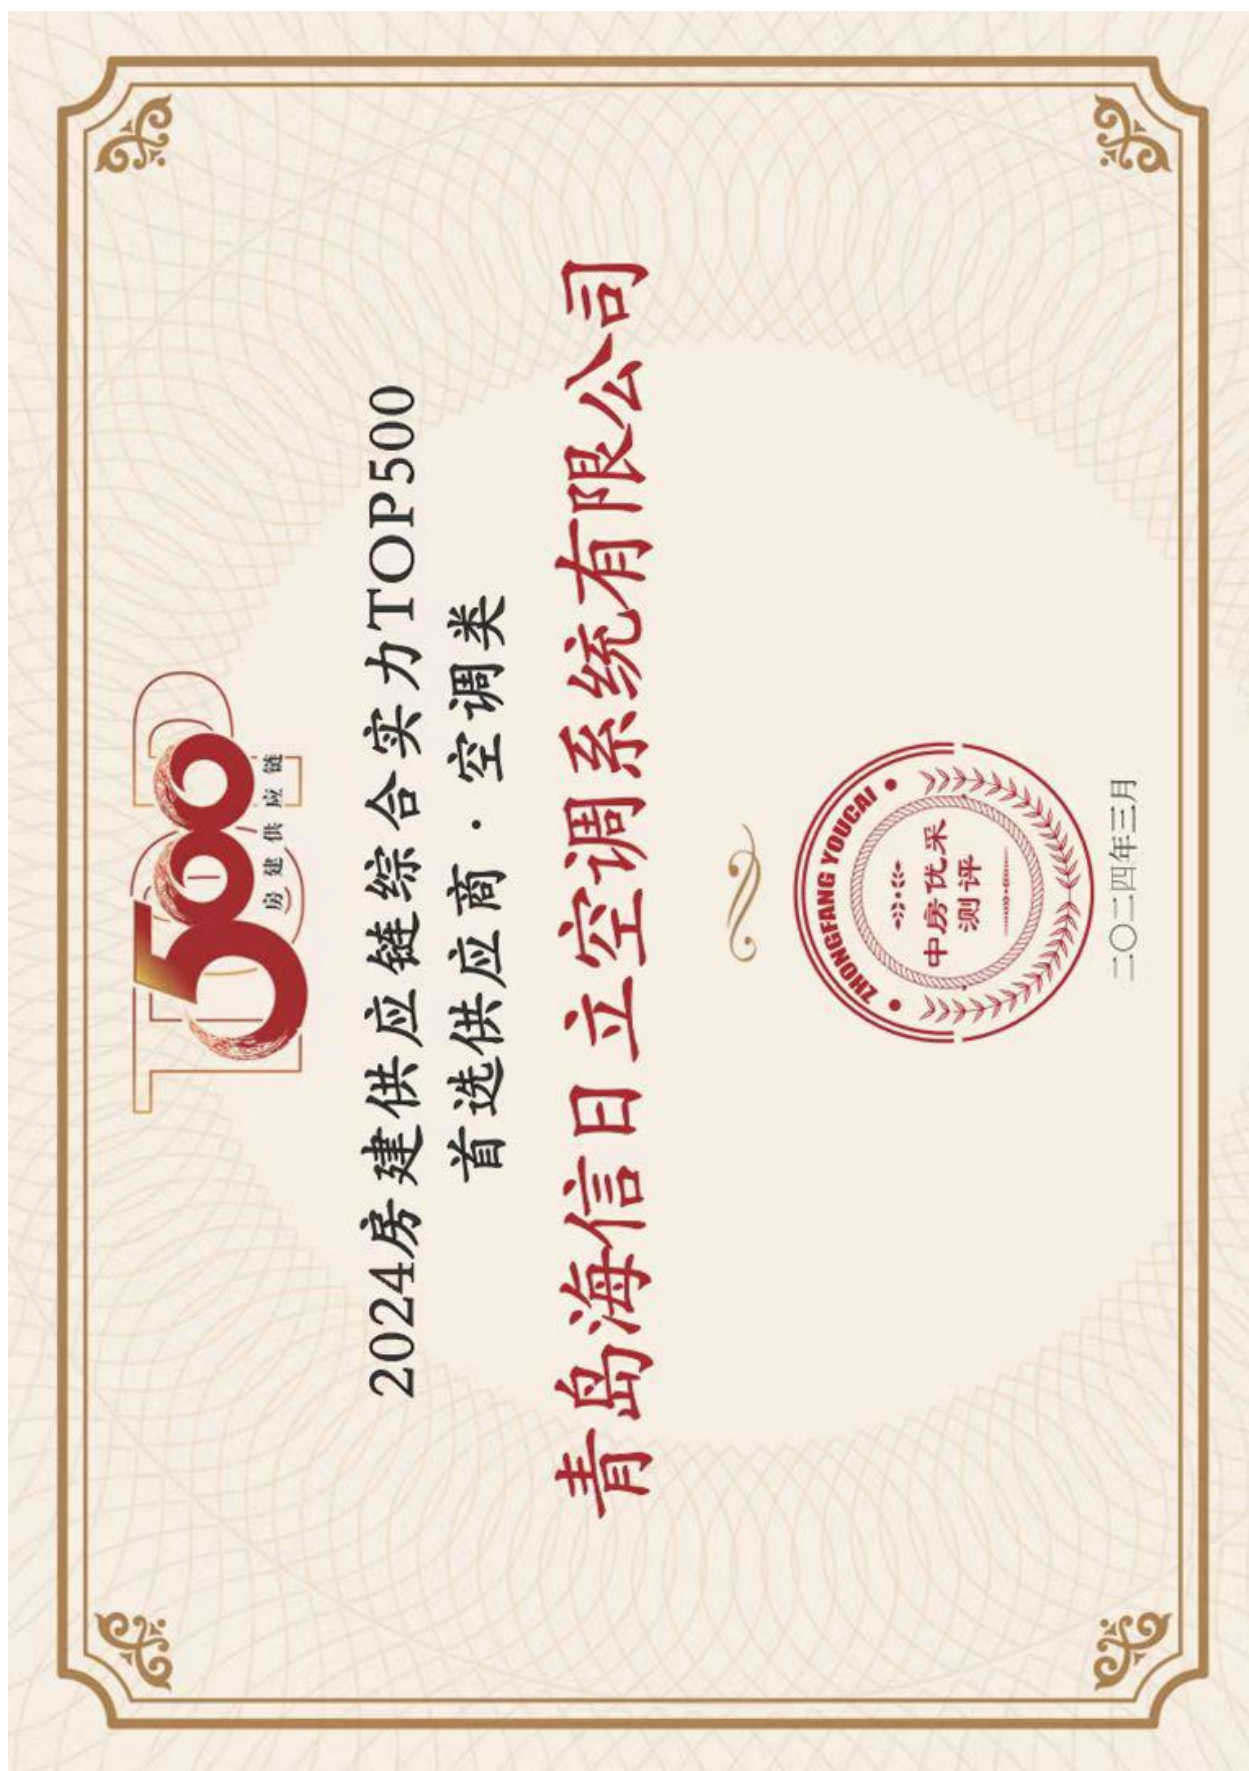 TOP
500
房建供应链
2024房建供应链综合实力TOP500
首选供应商·空调类
青岛海信日立空调系统有限公司
ZHONGFANG YOUCAI
中房优采
测评
二〇二四年三月